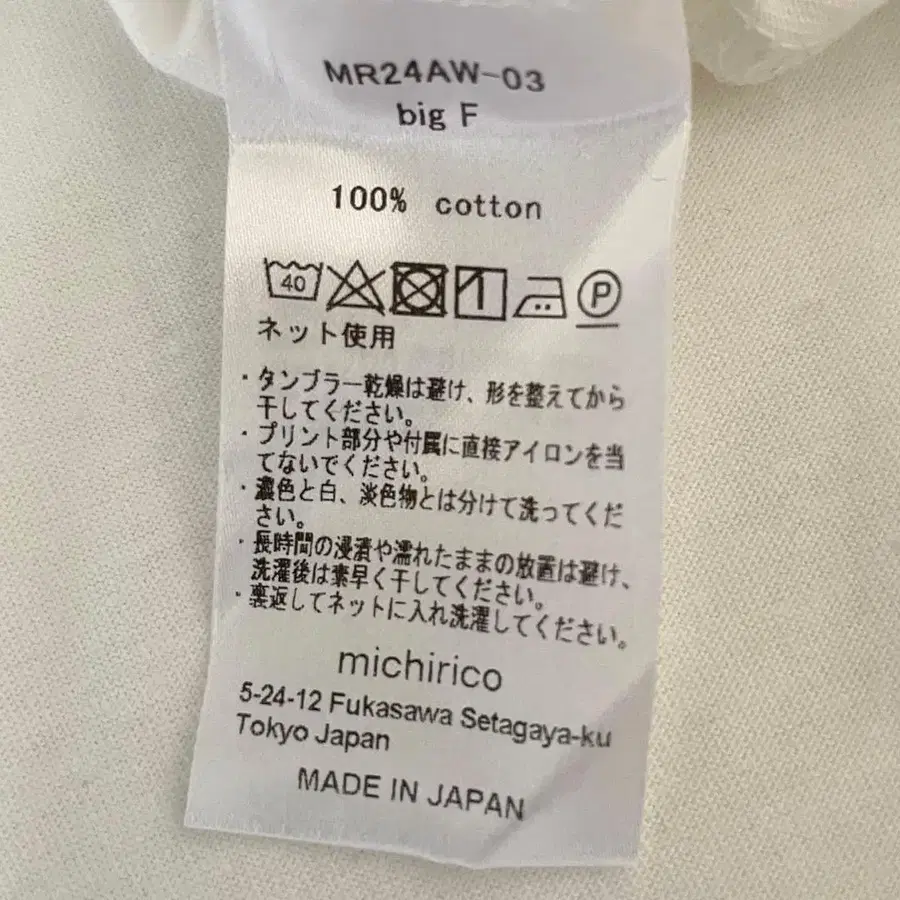 MR24AW-03
big F
100% cotton
40
P
ネット使用
・タンブラー乾燥は避け、形を整えてから
干してください。
・プリント部分や付属に直接アイロンを当
てないでください。
・濃色と白、淡色物とは分けて洗ってくだ
さい。
・長時間の浸漬や濡れたままの放置は避け、
洗濯後は素早く干してください。
・裏返してネットに入れ洗濯してください。
michirico
5-24-12 Fukasawa Setagaya-ku
Tokyo Japan
MADE IN JAPAN